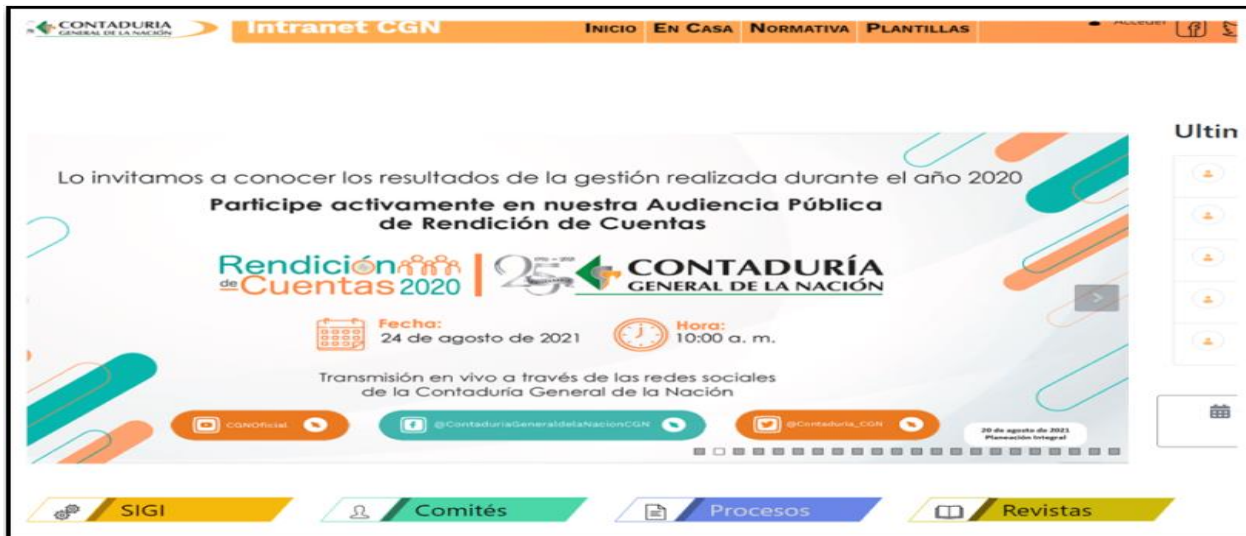 CONTADURÍA
GENERAL DE LA NACIÓN
Intranet CGN
INICIO EN CASA NORMATIVA PLANTILLAS
Acceder
Ultim
Lo invitamos a conocer los resultados de la gestión realizada durante el año 2020
Participe activamente en nuestra Audiencia Pública
de Rendición de Cuentas
Rendición
de Cuentas 2020
25
CONTADURÍA
GENERAL DE LA NACIÓN
Fecha:
24 de agosto de 2021
Hora:
10:00 a. m.
Transmisión en vivo a través de las redes sociales
de la Contaduría General de la Nación
CGNOficial
@ContaduriaGeneraldelaNacionCGN
@Contaduria_CGN
20 de agosto de 2021
Planeación Integral
SIGI
Comités
Procesos
Revistas